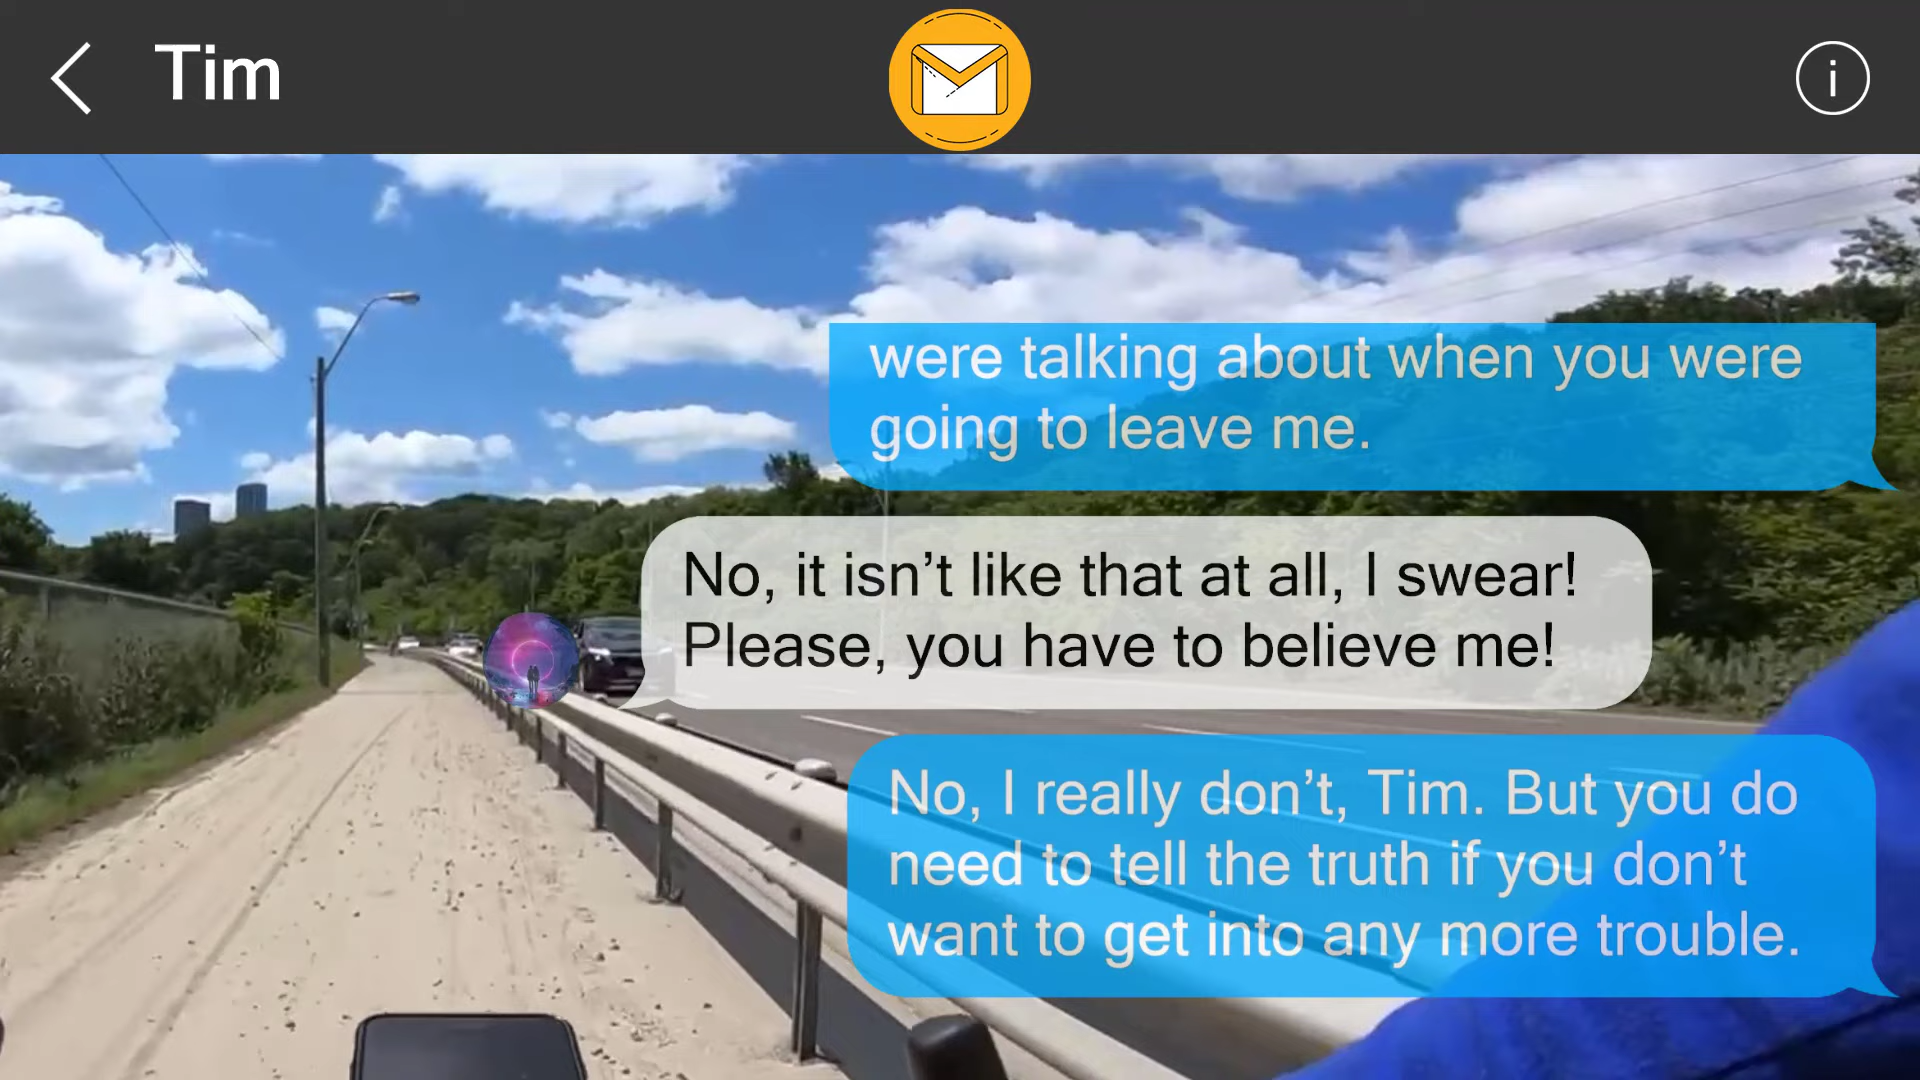 Tim
i
were talking about when you were
going to leave me.
No, it isn’t like that at all, I swear!
Please, you have to believe me!
No, I really don’t, Tim. But you do
need to tell the truth if you don’t
want to get into any more trouble.